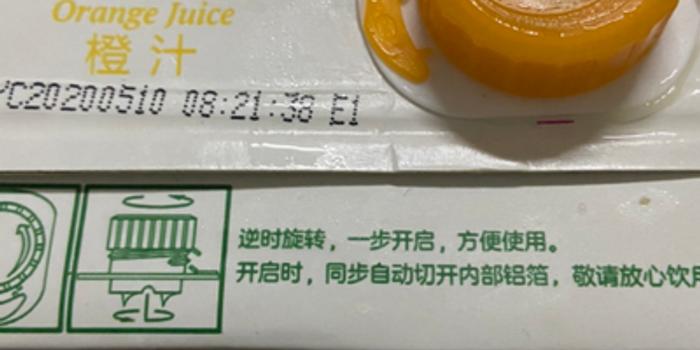 Orange Juice
橙汁
YC20200510 08:21:38 E1
逆时旋转，一步开启，方便使用。
开启时，同步自动切开内部铝箔，敬请放心饮用